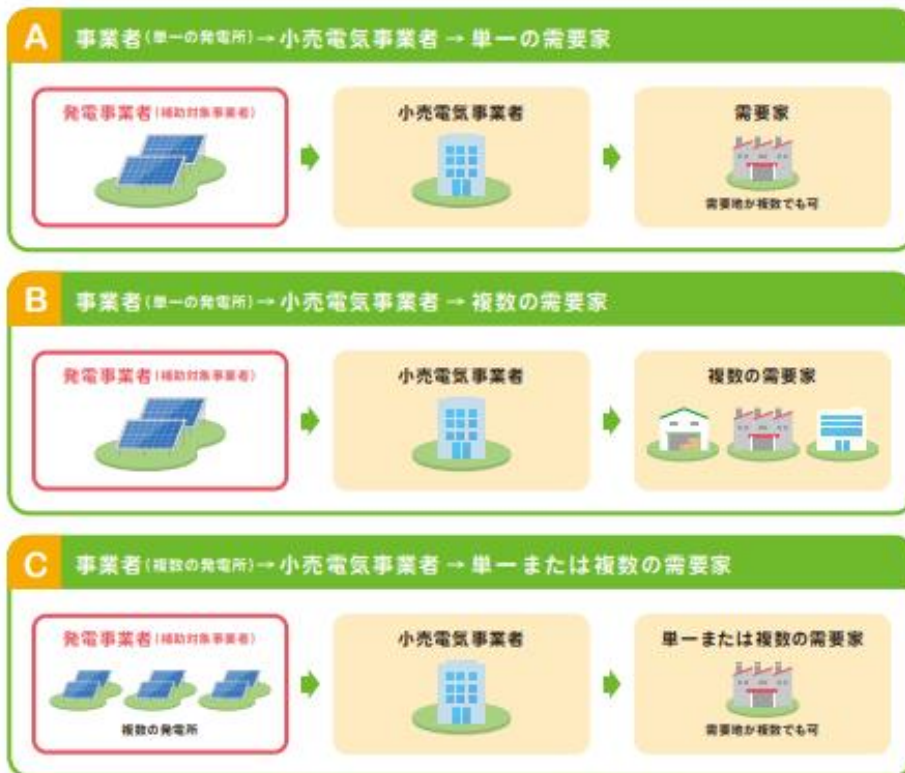 A 事業者(単一の発電所)→小売電気事業者→単一の需要家
発電事業者(補助対象事業者)
小売電気事業者
需要家
需要地が複数でも可
B 事業者(単一の発電所)→小売電気事業者→複数の需要家
発電事業者(補助対象事業者)
小売電気事業者
複数の需要家
C 事業者(複数の発電所)→小売電気事業者→単一または複数の需要家
発電事業者(補助対象事業者)
複数の発電所
小売電気事業者
単一または複数の需要家
需要地が複数でも可